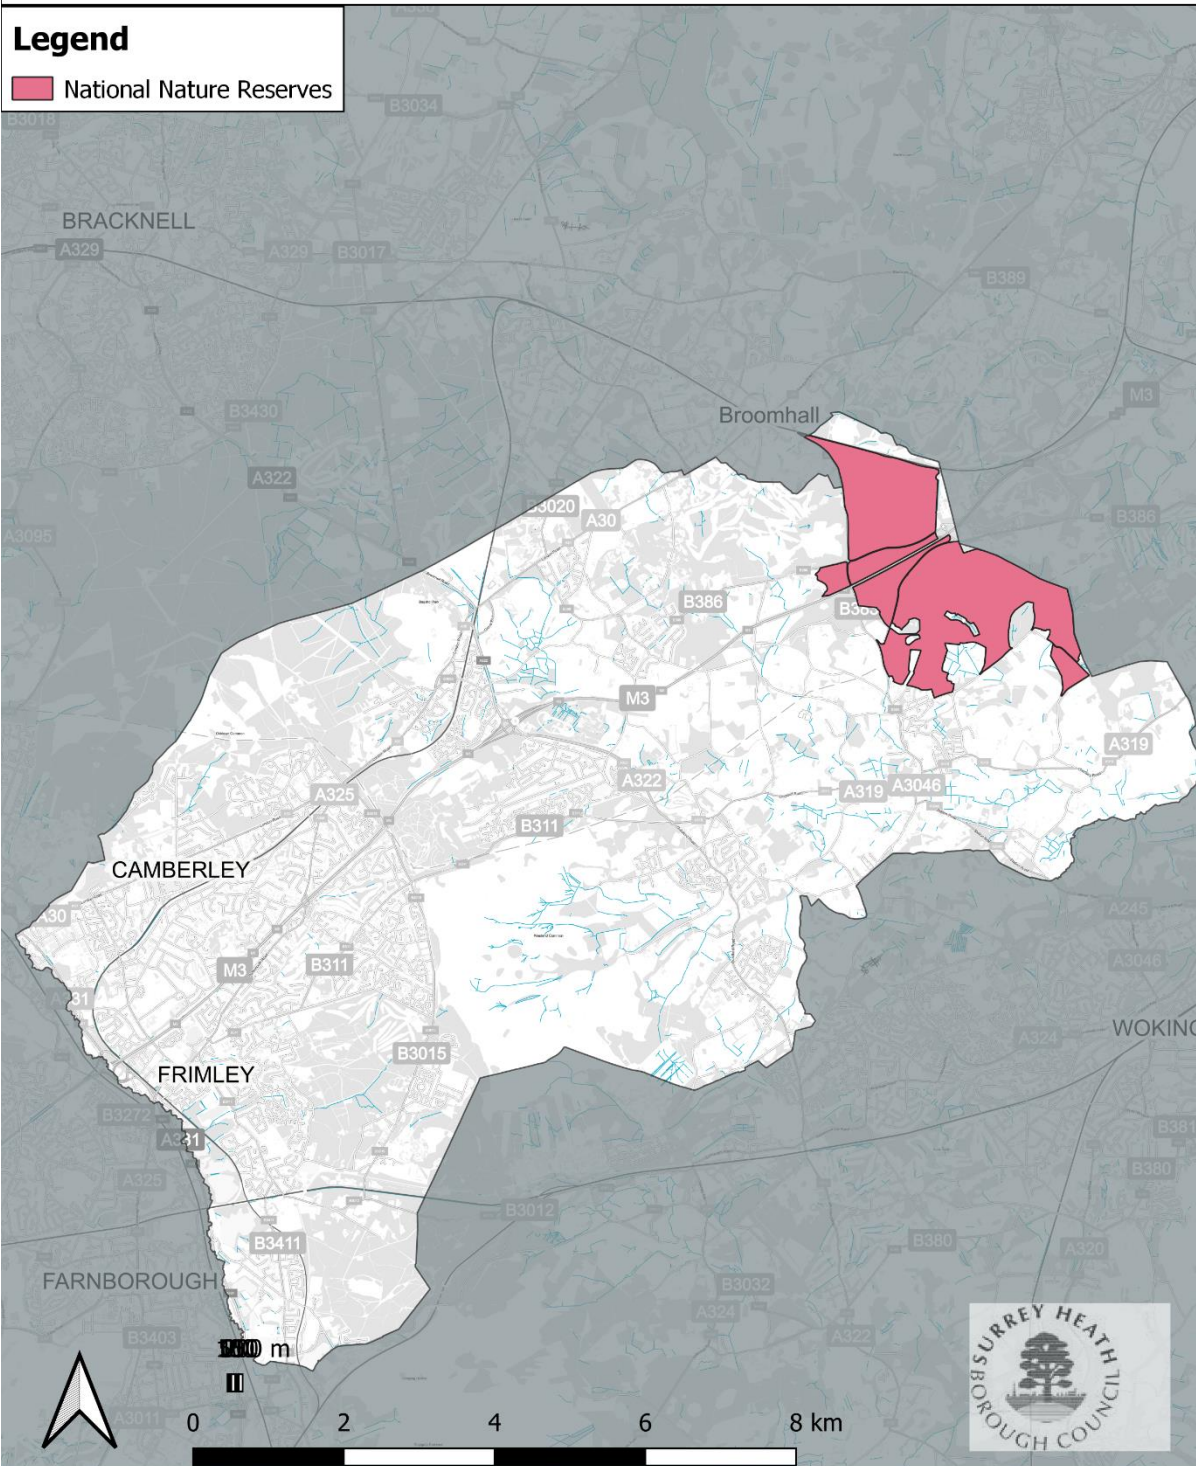 Legend
National Nature Reserves
B3034
B3018
BRACKNELL
A329
A329
B3017
B389
M3
B3430
Broomhall
A322
B3020
A30
B386
A3095
B386
B383
M3
A319
A322
A319
A3046
A325
B311
CAMBERLEY
A30
A245
A3046
B311
M3
A324
WOKING
B3015
FRIMLEY
B3272
A331
B381
A325
B380
B3012
B3411
B380
A320
FARNBOROUGH
B3032
A324
A322
B3403
SURREY HEATH
BOROUGH COUNCIL
A3011
0 2 4 6 8 km